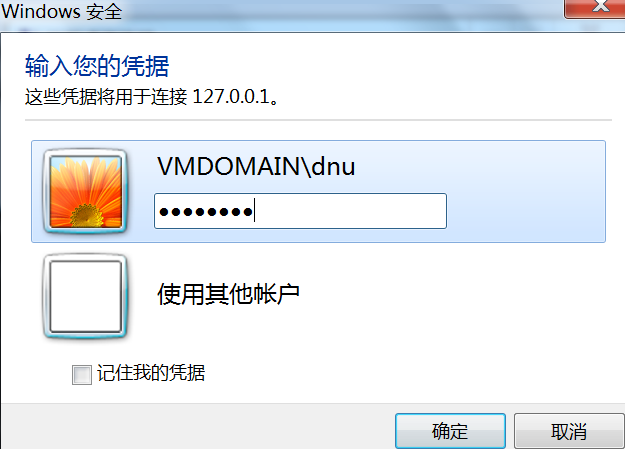 Windows 安全
输入您的凭据
这些凭据将用于连接 127.0.0.1。
VMDOMAIN\dnu
●●●●●●●●
使用其他帐户
记住我的凭据
确定
取消